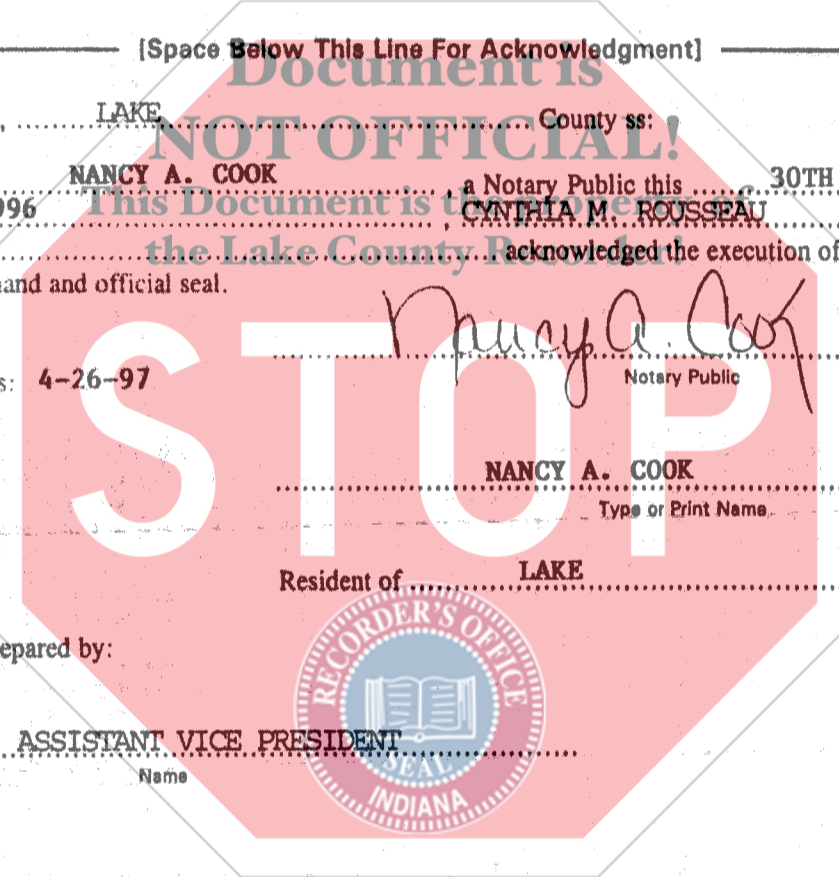 [Space Below This Line For Acknowledgment]
Document is
LAKE County ss:
NOT OFFICIAL!
NANCY A. COOK, a Notary Public this 30TH
This Document is the property of
996 CYNTHIA M. ROUSSEAU
the Lake County Recorder!
acknowledged the execution of
hand and official seal.
Nancy A. Cook
s: 4-26-97
Notary Public
STOP
NANCY A. COOK
Type or Print Name
Resident of LAKE
RECORDER'S OFFICE
epared by:
ASSISTANT VICE PRESIDENT
SEAL
Name
INDIANA